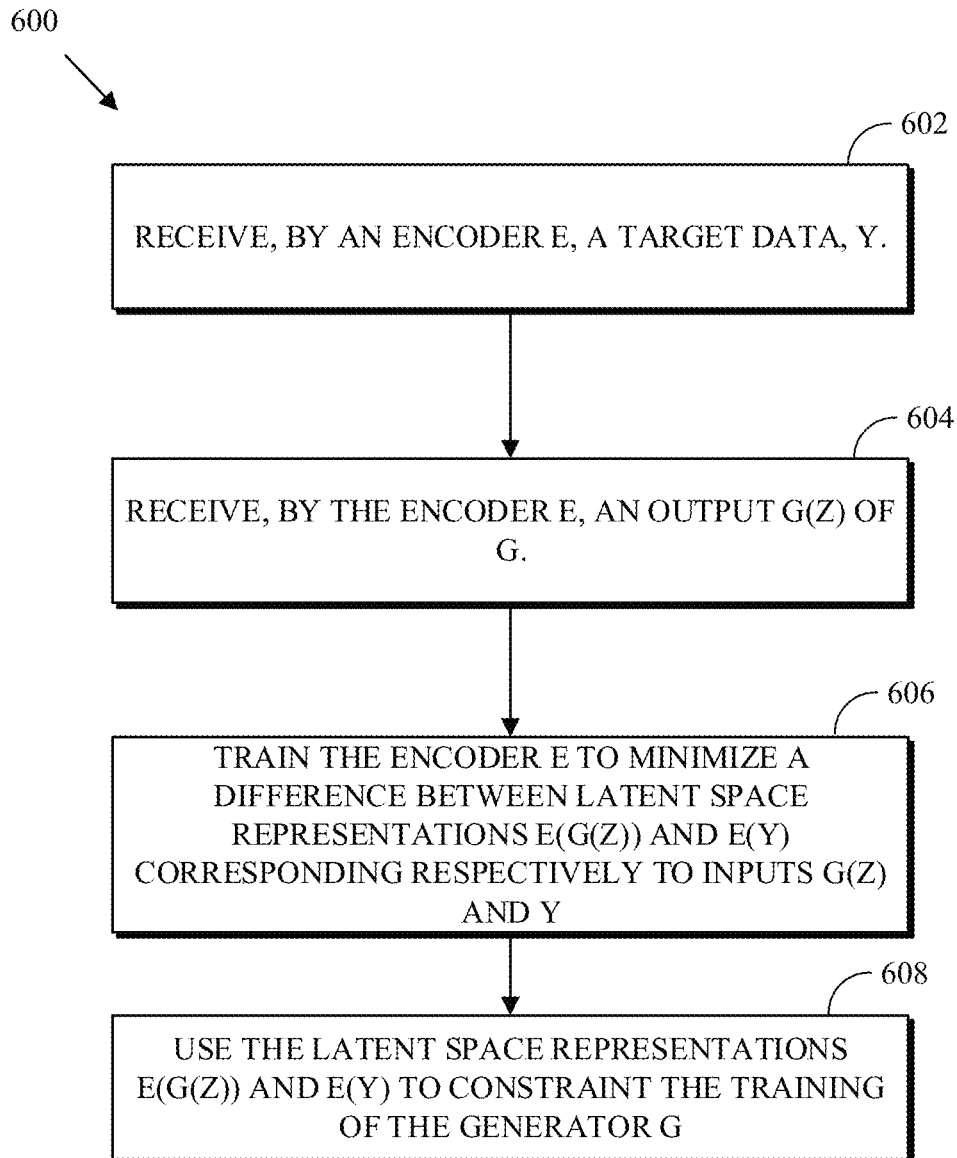 600
602
RECEIVE, BY AN ENCODER E, A TARGET DATA, Y.
604
RECEIVE, BY THE ENCODER E, AN OUTPUT G(Z) OF
G.
606
TRAIN THE ENCODER E TO MINIMIZE A
DIFFERENCE BETWEEN LATENT SPACE
REPRESENTATIONS E(G(Z)) AND E(Y)
CORRESPONDING RESPECTIVELY TO INPUTS G(Z)
AND Y
608
USE THE LATENT SPACE REPRESENTATIONS
E(G(Z)) AND E(Y) TO CONSTRAINT THE TRAINING
OF THE GENERATOR G